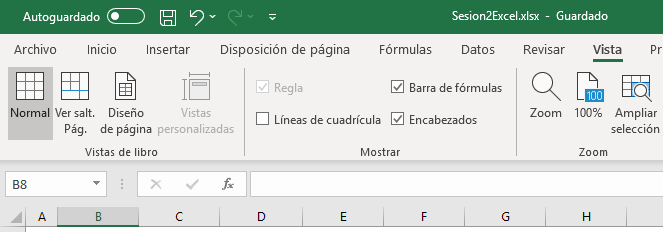 Autoguardado Sesion2Excel.xlsx - Guardado
Archivo Inicio Insertar Disposición de página Fórmulas Datos Revisar Vista Pr
Normal Ver salt. Pág. Diseño de página Vistas personalizadas
Regla Barra de fórmulas
Líneas de cuadrícula Encabezados
Zoom 100 100% Ampliar selección
Vistas de libro Mostrar Zoom
B8 fx
A B C D E F G H